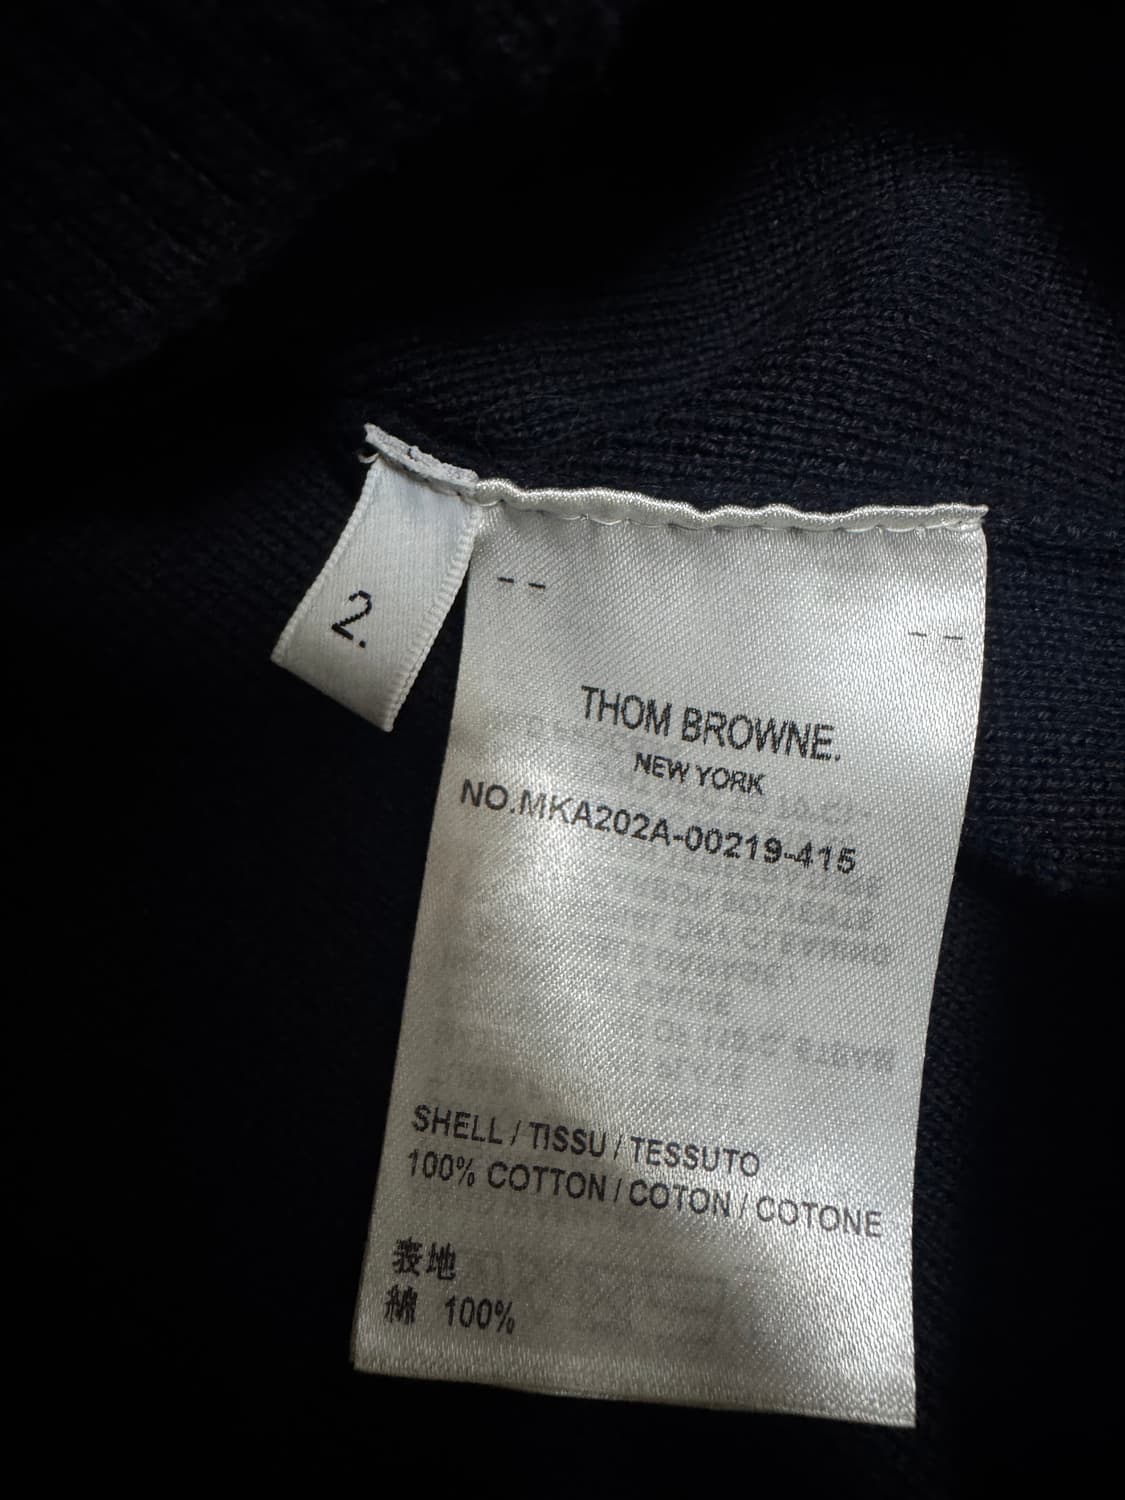 2.
-- --
THOM BROWNE.
NEW YORK
NO.MKA202A-00219-415
SHELL / TISSU / TESSUTO
100% COTTON / COTON / COTONE
表地
綿 100%